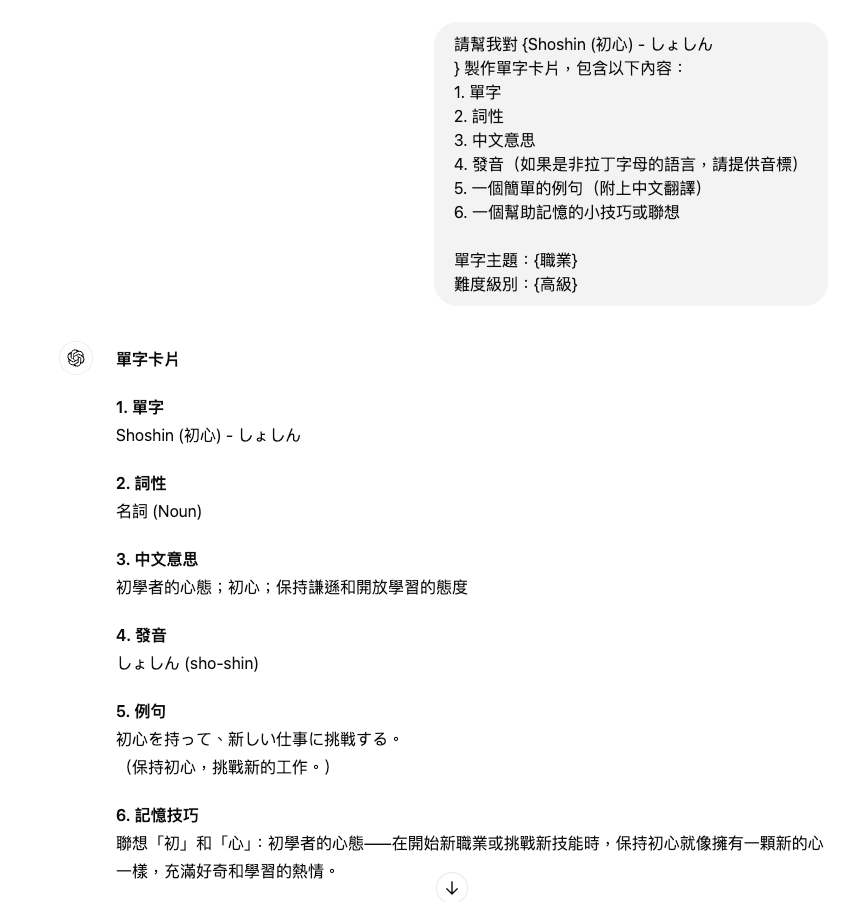 請幫我對 {Shoshin (初心) - しょしん
} 製作單字卡片，包含以下內容：
1. 單字
2. 詞性
3. 中文意思
4. 發音（如果是非拉丁字母的語言，請提供音標）
5. 一個簡單的例句（附上中文翻譯）
6. 一個幫助記憶的小技巧或聯想
單字主題：{職業}
難度級別：{高級}
單字卡片
1. 單字
Shoshin (初心) - しょしん
2. 詞性
名詞 (Noun)
3. 中文意思
初學者的心態；初心；保持謙遜和開放學習的態度
4. 發音
しょしん (sho-shin)
5. 例句
初心を持って、新しい仕事に挑戦する。
（保持初心，挑戰新的工作。）
6. 記憶技巧
聯想「初」和「心」：初學者的心態——在開始新職業或挑戰新技能時，保持初心就像擁有一顆新的心
一樣，充滿好奇和學習的熱情。